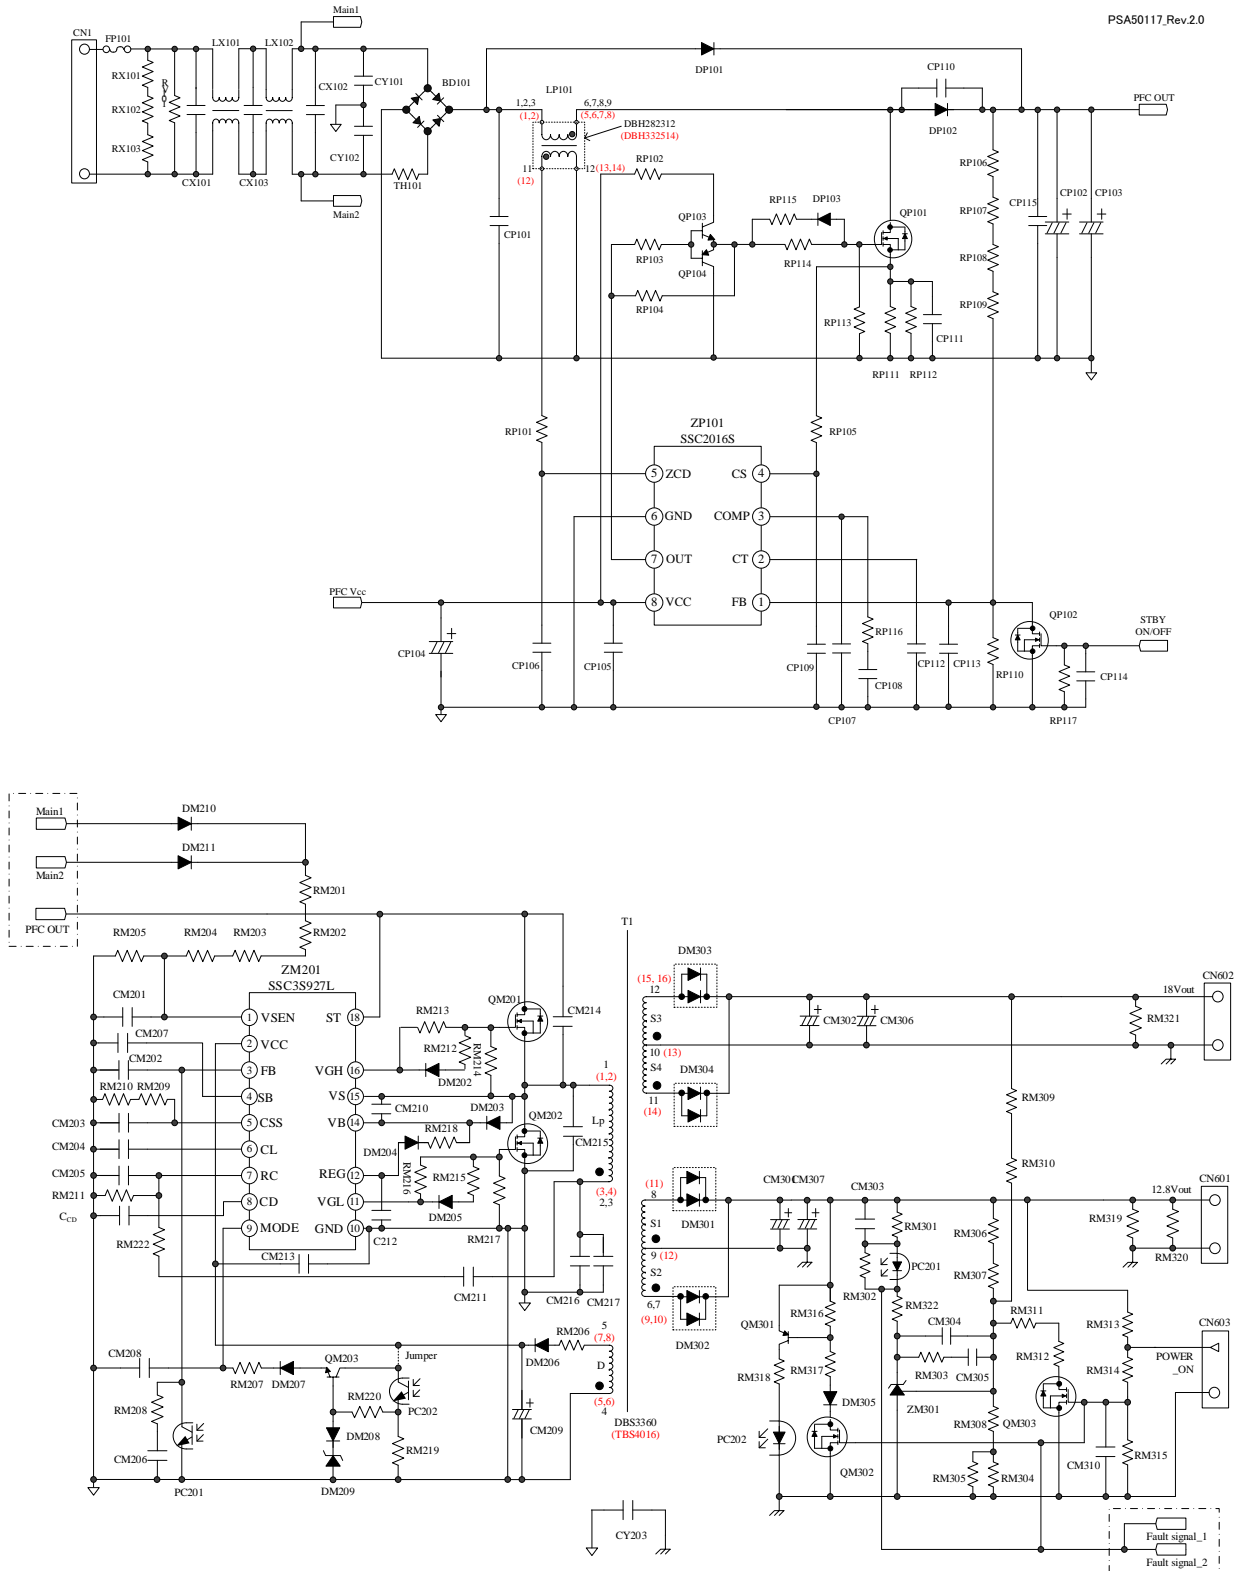 PSA50117_Rev.2.0
Main1
CN1
FP101
LX101
LX102
DP101
RX101
RX102
RX103
CX102
CY101
CY102
BD101
LP101
CP110
PFC OUT
1,2,3
(1,2)
6,7,8,9
(5,6,7,8)
DBH282312
(DBH332514)
DP102
CX101
CX103
TH101
Main2
11
(12)
12
(13,14)
RP102
RP106
RP115
DP103
QP103
QP101
CP101
RP103
QP104
RP114
RP104
RP107
RP108
RP109
CP115
CP102
CP103
RP113
CP111
RP111
RP112
ZP101
SSC2016S
RP101
RP105
5
ZCD
CS
4
6
GND
COMP
3
7
OUT
CT
2
8
VCC
FB
1
PFC Vcc
QP102
STBY
ON/OFF
CP104
CP106
CP105
RP116
CP109
CP108
CP107
CP112
CP113
RP110
CP114
RP117
Main1
DM210
DM211
Main2
RM201
PFC OUT
RM202
RM205
RM204
RM203
T1
ZM201
SSC3S927L
CM201
CM207
CM202
RM210
RM209
CM203
CM204
CM205
RM211
C_CD
RM222
1
VSEN
ST
18
2
VCC
3
FB
VGH
16
4
SB
VS
15
5
CSS
VB
14
6
CL
7
RC
REG
12
8
CD
VGL
11
9
MODE
GND
10
QM201
RM213
RM212
RM214
DM202
CM214
CM210
DM203
QM202
DM204
RM218
CM215
RM216
RM215
DM205
C212
RM217
CM213
CM211
CM216
CM217
1
(1,2)
Lp
(3,4)
2,3
DM303
(15, 16)
12
S3
10
(13)
S4
11
(14)
DM304
CM302
CM306
18Vout
CN602
RM321
RM309
RM310
(11)
8
DM301
S1
9
(12)
S2
6,7
(9,10)
DM302
CM301
CM307
CM303
RM301
RM302
PC201
RM306
RM307
12.8Vout
CN601
RM319
RM320
RM322
RM311
RM316
CM304
RM313
CN603
QM301
RM317
RM318
RM303
CM305
RM312
RM314
POWER
_ON
DM305
ZM301
RM308
QM303
PC202
QM302
RM305
RM304
CM310
RM315
CM208
RM207
DM207
QM203
Jumper
PC202
RM208
CM206
PC201
RM220
DM208
DM209
RM219
DM206
RM206
CM209
5
(7,8)
D
(5,6)
4
DBS3360
(TBS4016)
CY203
Fault signal_1
Fault signal_2